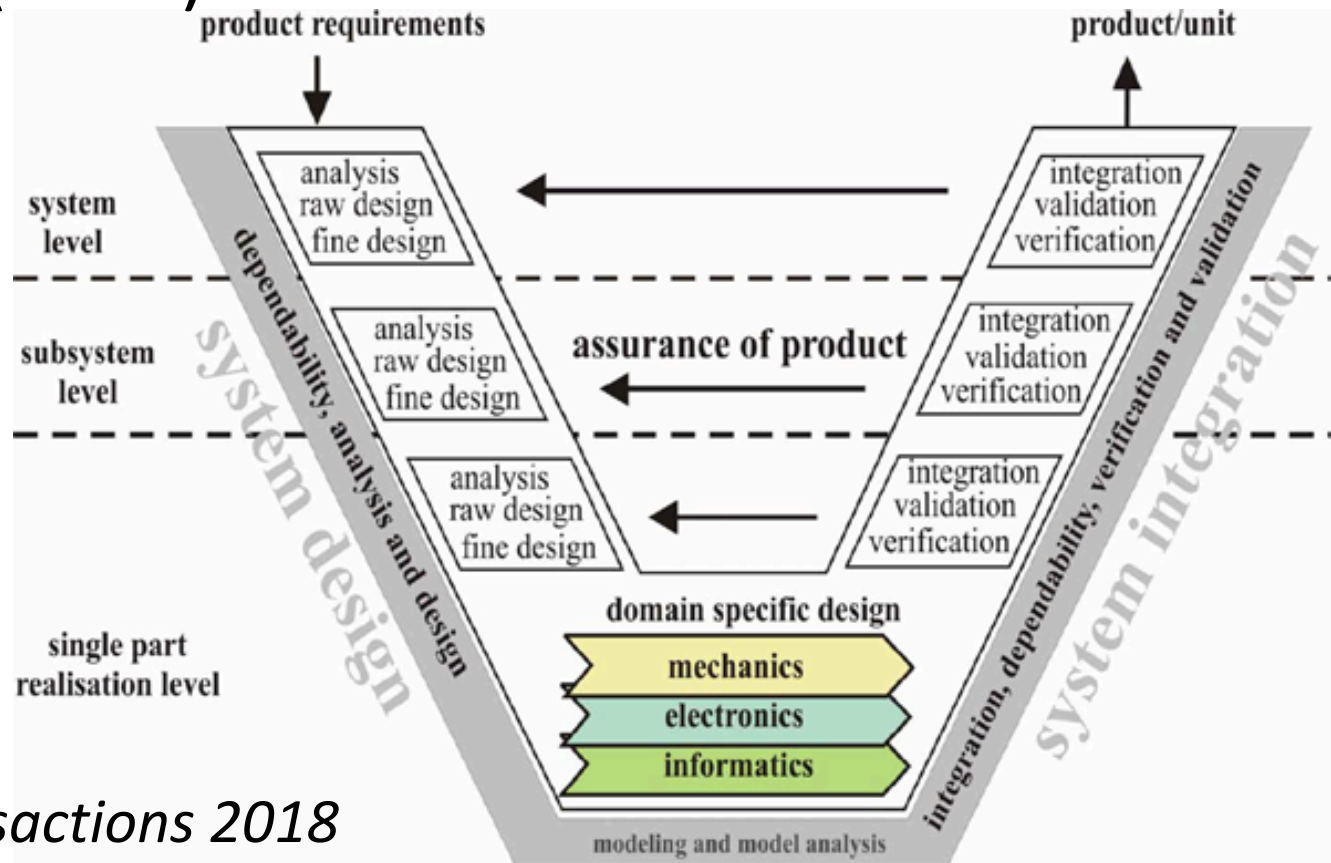 product requirements
product/unit
system
level
analysis
raw design
fine design
integration
validation
verification
subsystem
level
analysis
raw design
fine design
assurance of product
integration
validation
verification
single part
realisation level
analysis
raw design
fine design
integration
validation
verification
domain specific design
mechanics
electronics
informatics
dependability, analysis and design
system design
integration, dependability, verification and validation
system integration
modeling and model analysis
sactions 2018